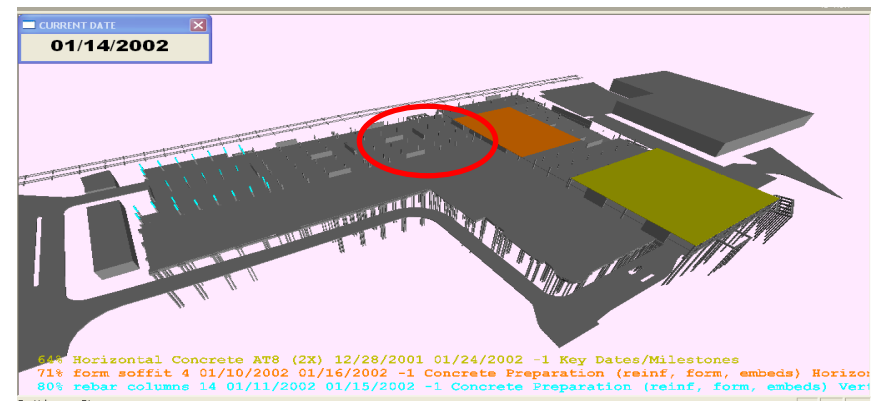 CURRENT DATE
01/14/2002
64% Horizontal Concrete AT8 (2X) 12/28/2001 01/24/2002 -1 Key Dates/Milestones
71% form soffit 4 01/10/2002 01/16/2002 -1 Concrete Preparation (reinf, form, embeds) Horizo
80% rebar columns 14 01/11/2002 01/15/2002 -1 Concrete Preparation (reinf, form, embeds) Vert